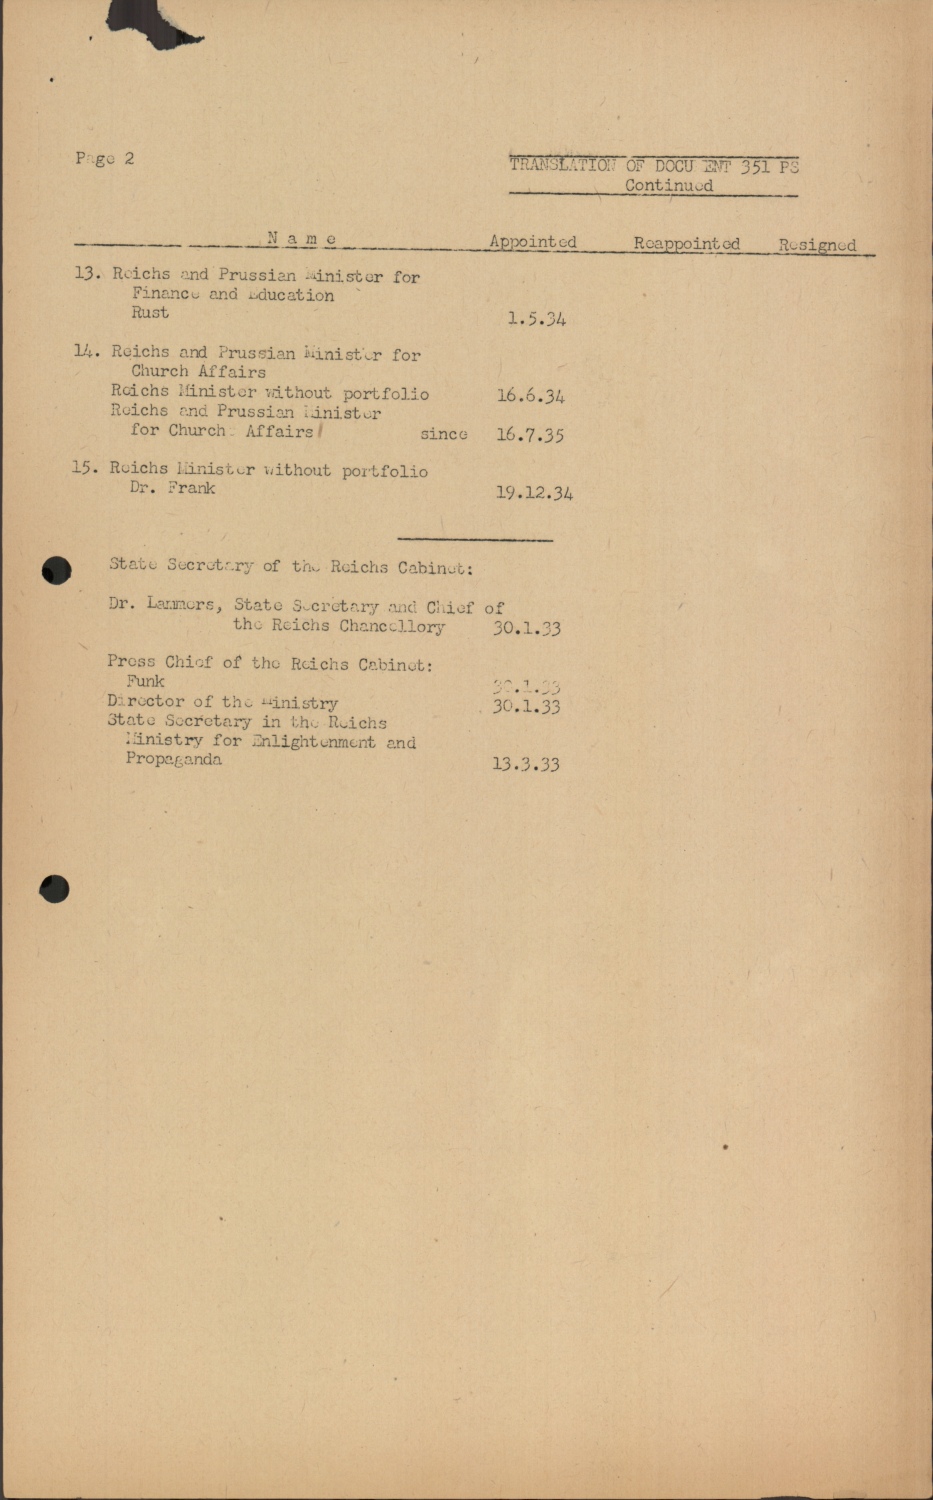 Page 2
TRANSLATION OF DOCUMENT 351 PS
Continued
Name Appointed Reappointed Resigned
13. Reichs and Prussian Minister for
Finance and Education
Rust 1.5.34
14. Reichs and Prussian Minister for
Church Affairs
Reichs Minister without portfolio 16.6.34
Reichs and Prussian Minister
for Church Affairs since 16.7.35
15. Reichs Minister without portfolio
Dr. Frank 19.12.34
State Secretary of the Reichs Cabinet:
Dr. Lammers, State Secretary and Chief of
the Reichs Chancellory 30.1.33
Press Chief of the Reichs Cabinet:
Funk 30.1.33
Director of the Ministry 30.1.33
State Secretary in the Reichs
Ministry for Enlightenment and
Propaganda 13.3.33